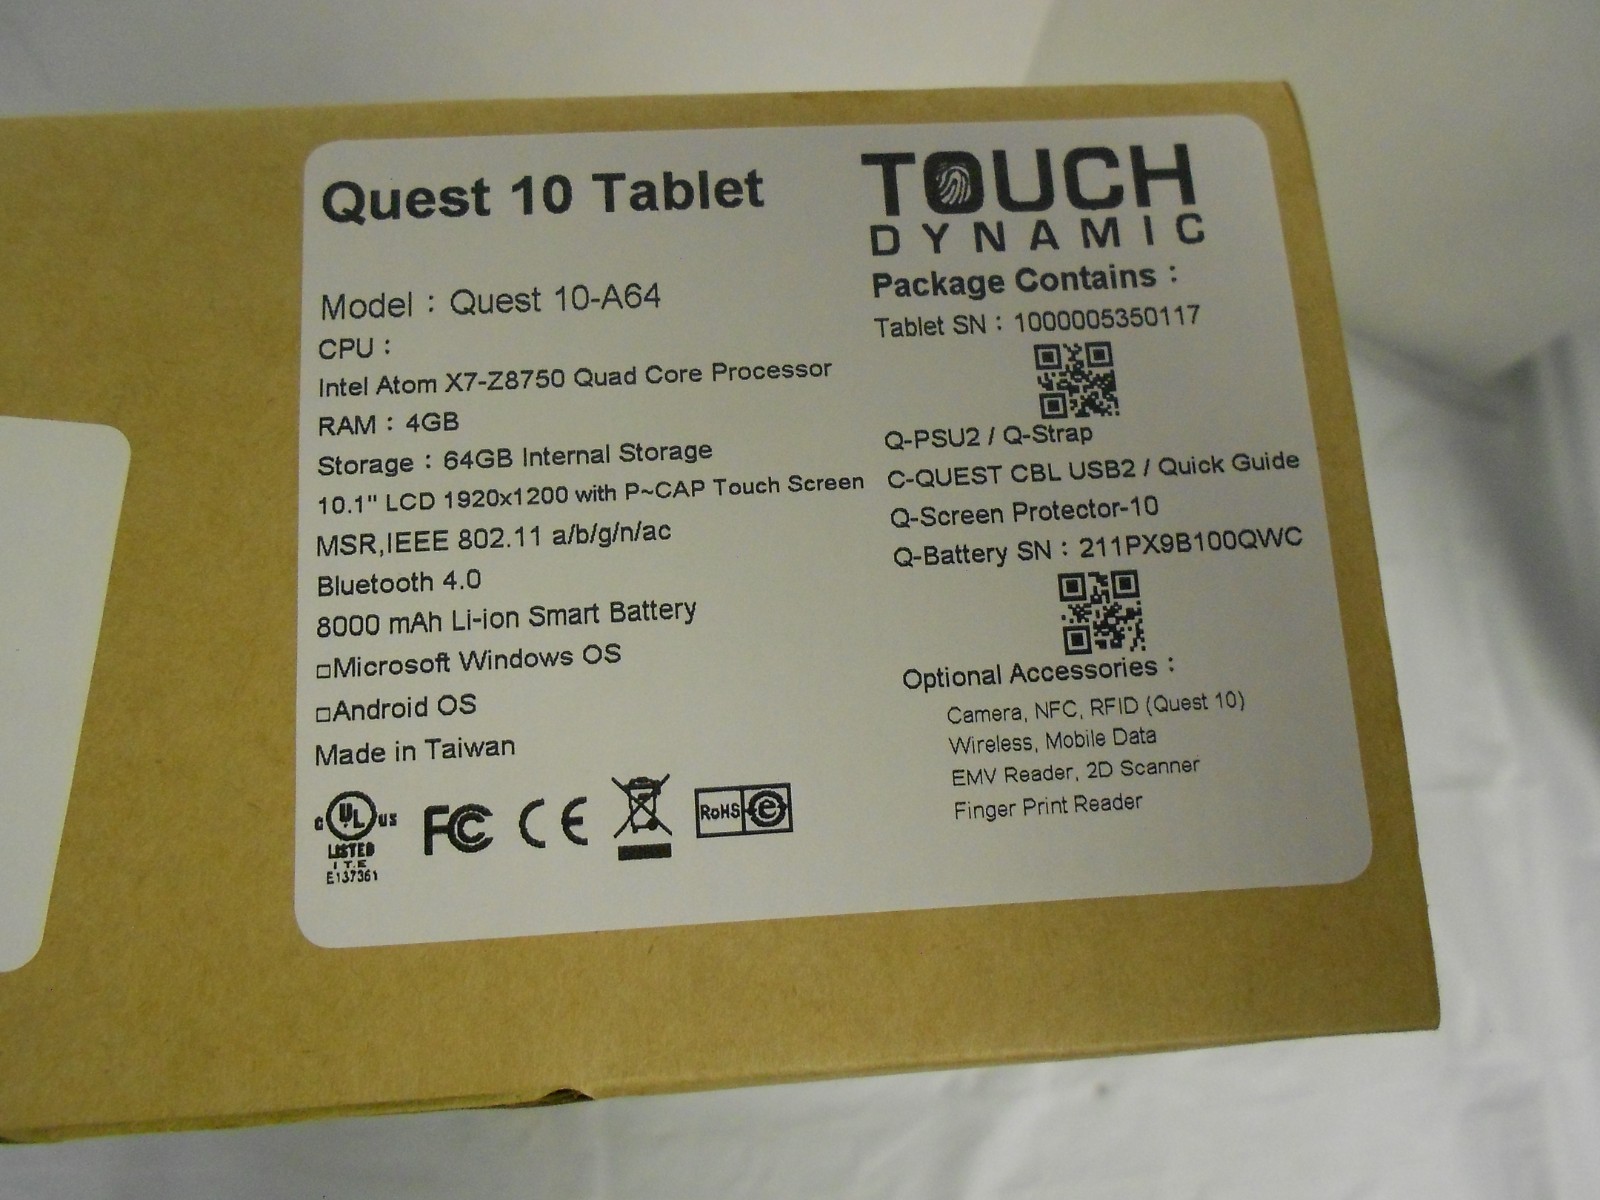 Quest 10 Tablet
Model : Quest 10-A64
CPU :
Intel Atom X7-Z8750 Quad Core Processor
RAM : 4GB
Storage : 64GB Internal Storage
10.1" LCD 1920x1200 with P~CAP Touch Screen
MSR,IEEE 802.11 a/b/g/n/ac
Bluetooth 4.0
8000 mAh Li-ion Smart Battery
□Microsoft Windows OS
□Android OS
Made in Taiwan
c UL us
LISTED
I.T.E
E137361
FC CE
RoHS e
TOUCH
DYNAMIC
Package Contains :
Tablet SN : 1000005350117
Q-PSU2 / Q-Strap
C-QUEST CBL USB2 / Quick Guide
Q-Screen Protector-10
Q-Battery SN : 211PX9B100QWC
Optional Accessories :
Camera, NFC, RFID (Quest 10)
Wireless, Mobile Data
EMV Reader, 2D Scanner
Finger Print Reader